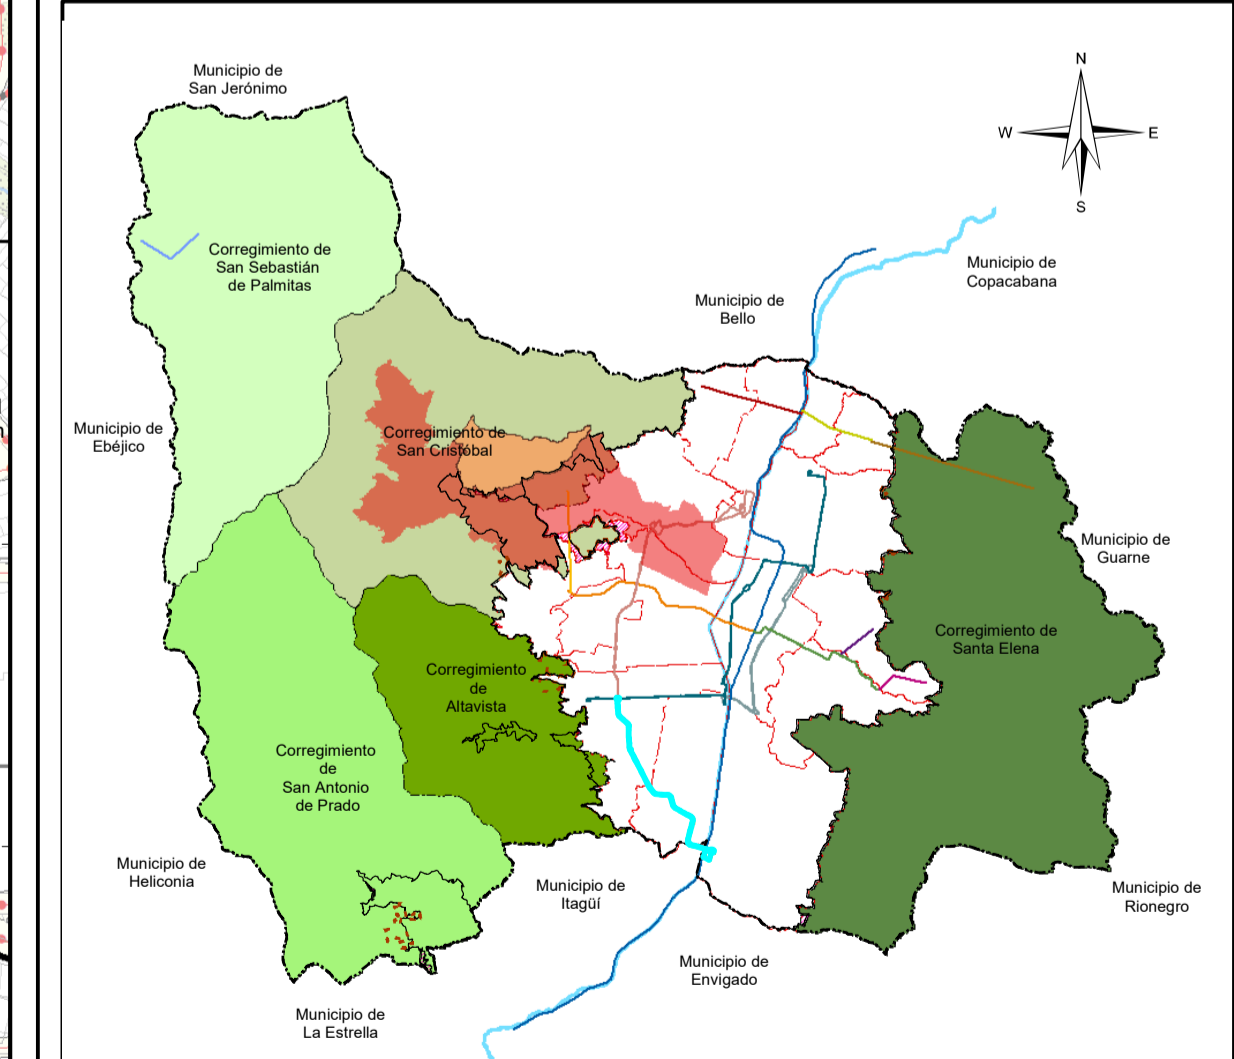 Municipio de
San Jerónimo
N
W
E
S
Corregimiento de
San Sebastián
de Palmitas
Municipio de
Copacabana
Municipio de
Bello
Municipio de
Ebéjico
Corregimiento de
San Cristóbal
Municipio de
Guarne
Corregimiento de
Santa Elena
Corregimiento
de
Altavista
Corregimiento
de
San Antonio
de Prado
Municipio de
Heliconia
Municipio de
Itagüí
Municipio de
Rionegro
Municipio de
Envigado
Municipio de
La Estrella